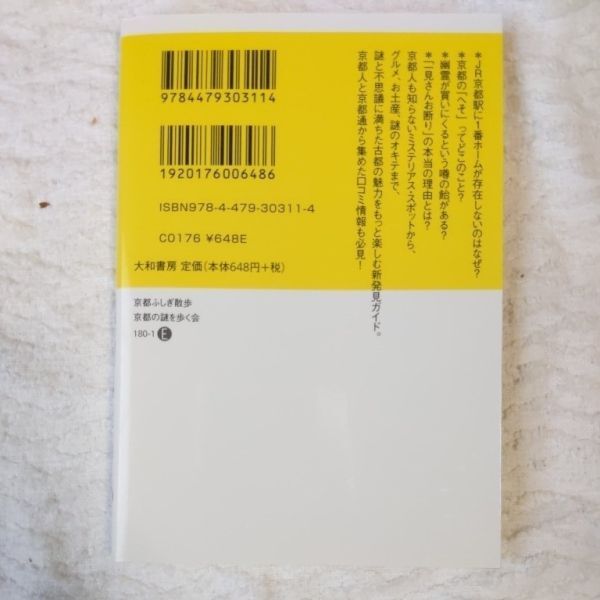 ＊ＪＲ京都駅に1番ホームが存在しないのはなぜ？
＊京都の「へそ」ってどこのこと？
＊幽霊が買いにくるという噂の飴がある？
＊「一見さんお断り」の本当の理由とは？
京都人も知らないミステリアス・スポットから、
グルメ、お土産、謎のオキテまで、
謎と不思議に満ちた古都の魅力をもっと楽しむ新発見ガイド。
京都人と京都通から集めた口コミ情報も必見！
9784479303114
1920176006486
ISBN978-4-479-30311-4
C0176 ¥648E
大和書房 定価(本体648円+税)
京都ふしぎ散歩
京都の謎を歩く会
180-1 E